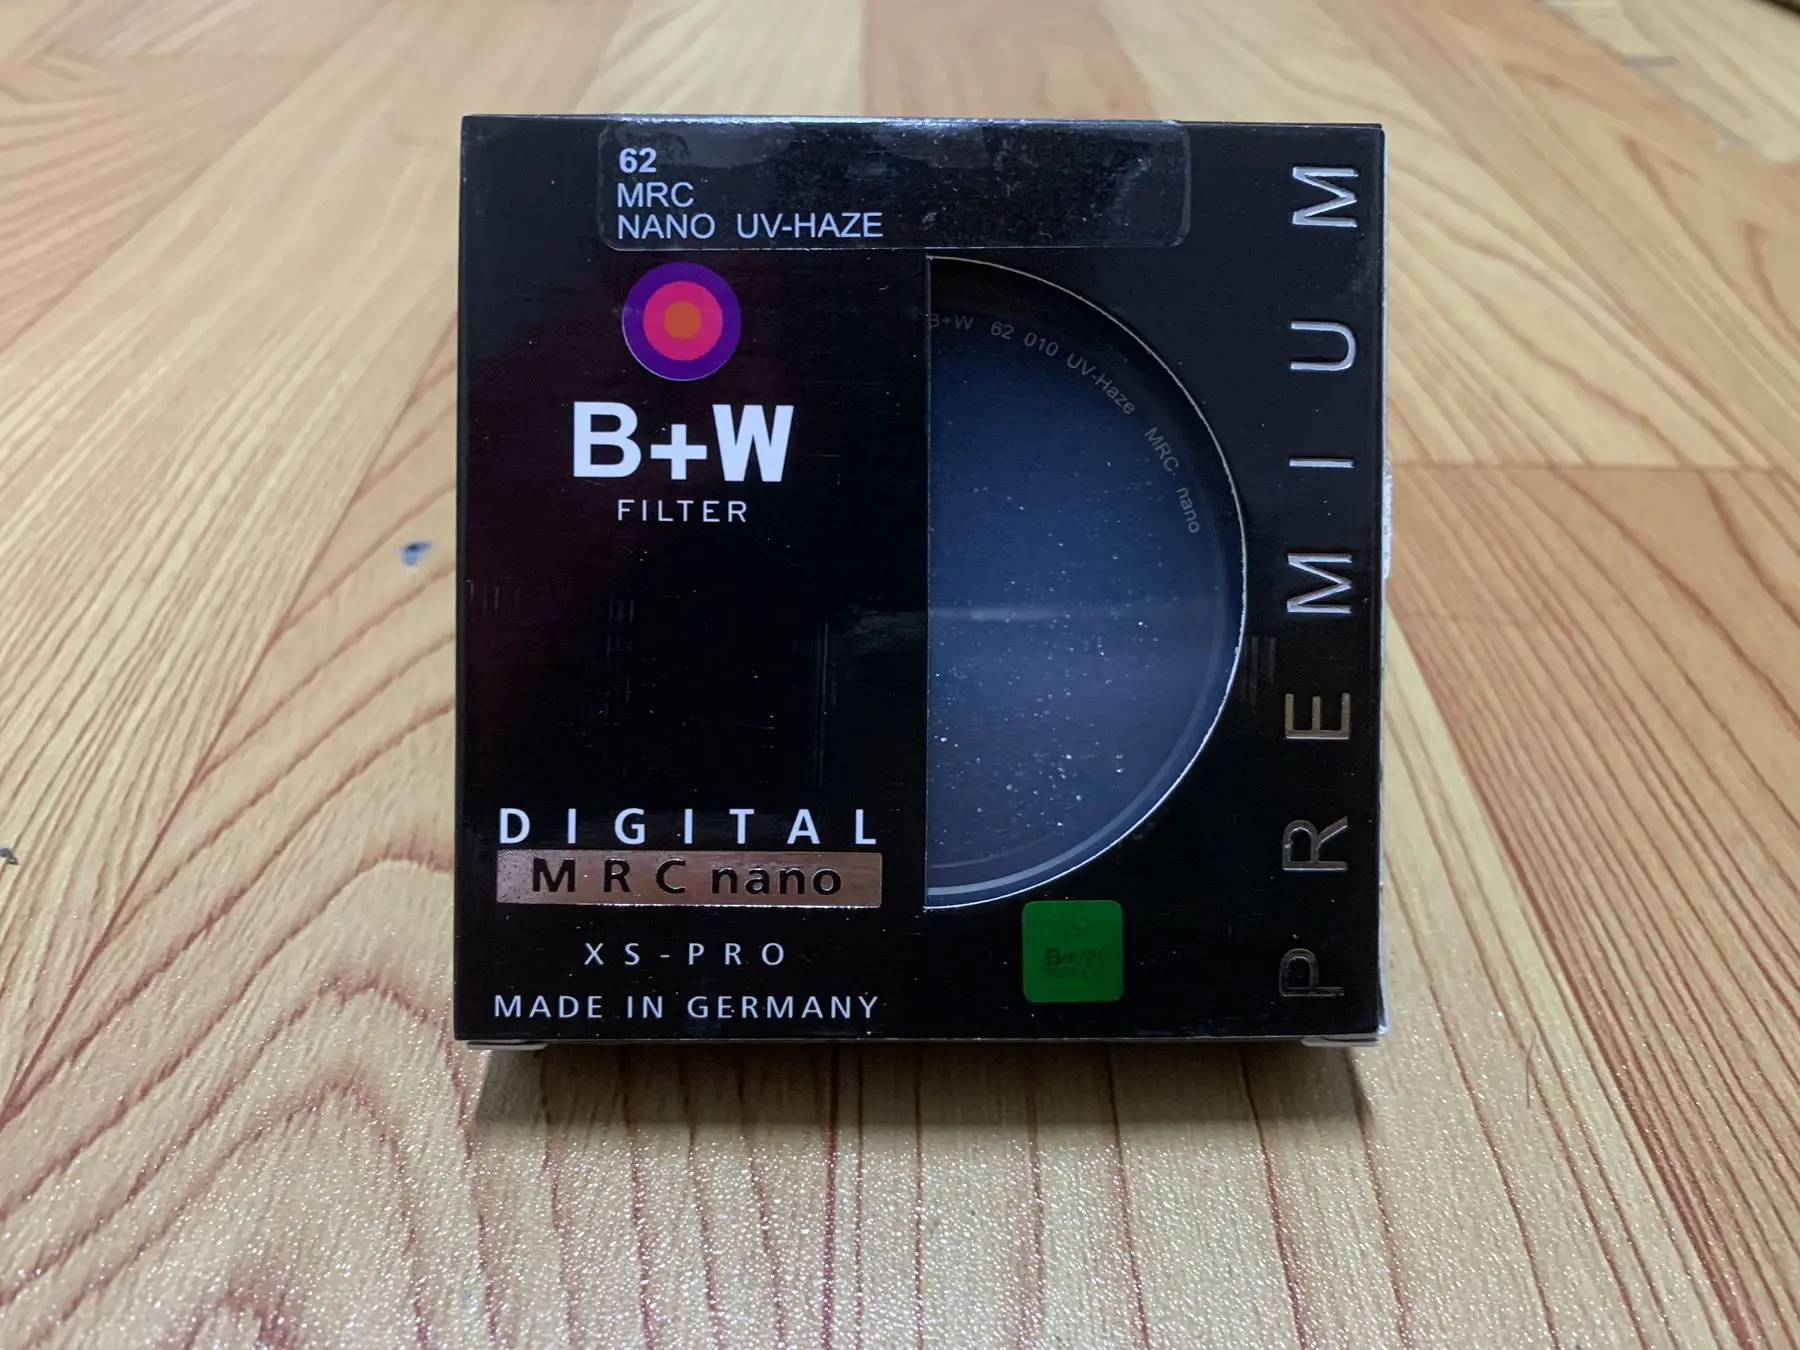 62
MRC
NANO UV-HAZE
B+W
FILTER
B+W 62 010 UV-Haze MRC nano
PREMIUM
DIGITAL
MRC nano
XS-PRO
MADE IN GERMANY
B+W